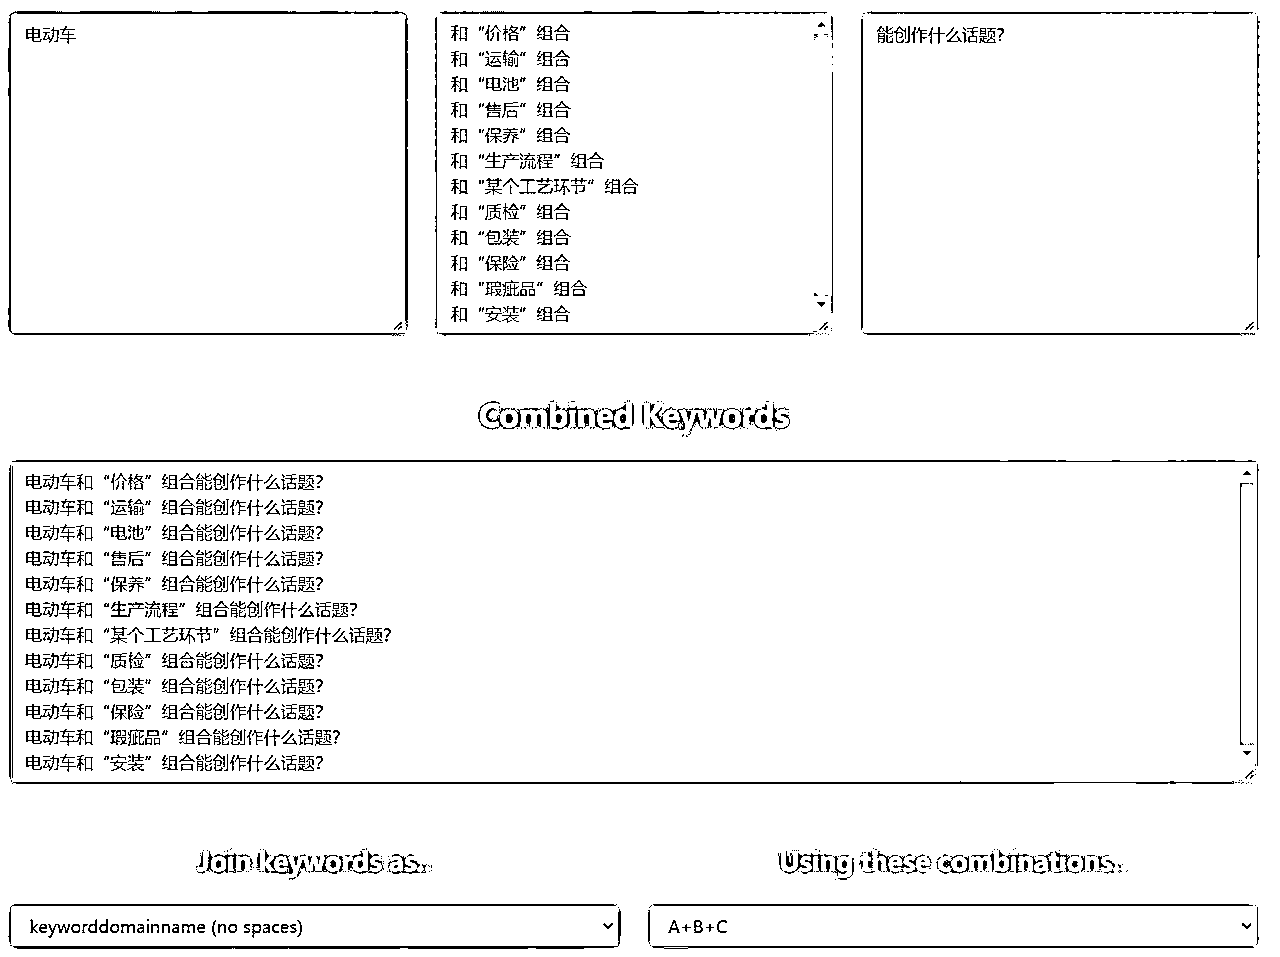 电动车
和 “价格” 组合
和 “运输” 组合
和 “电池” 组合
和 “售后” 组合
和 “保养” 组合
和 “生产流程” 组合
和 “某个工艺环节” 组合
和 “质检” 组合
和 “包装” 组合
和 “保险” 组合
和 “瑕疵品” 组合
和 “安装” 组合
能创作什么话题?
Combined Keywords
电动车和 “价格” 组合能创作什么话题?
电动车和 “运输” 组合能创作什么话题?
电动车和 “电池” 组合能创作什么话题?
电动车和 “售后” 组合能创作什么话题?
电动车和 “保养” 组合能创作什么话题?
电动车和 “生产流程” 组合能创作什么话题?
电动车和 “某个工艺环节” 组合能创作什么话题?
电动车和 “质检” 组合能创作什么话题?
电动车和 “包装” 组合能创作什么话题?
电动车和 “保险” 组合能创作什么话题?
电动车和 “瑕疵品” 组合能创作什么话题?
电动车和 “安装” 组合能创作什么话题?
Join keywords as...
Using these combinations...
keyworddomainname (no spaces)
A+B+C